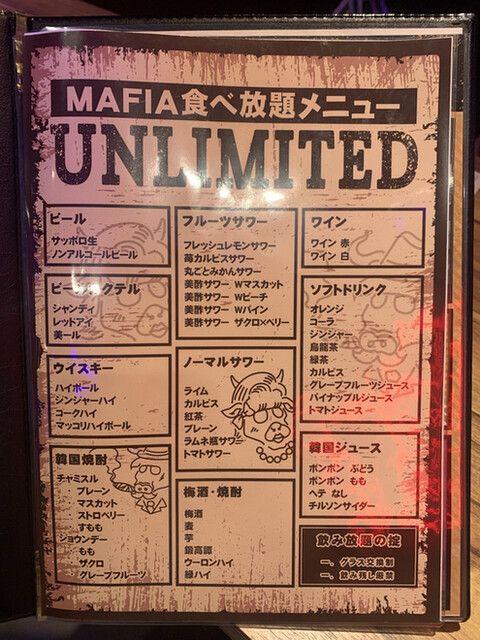 MAFIA食べ放題メニュー
UNLIMITED
ビール
サッポロ生
ノンアルコールビール
ビールカクテル
シャンディ
レッドアイ
美ール
ウイスキー
ハイボール
シンジャーハイ
コークハイ
マッコリハイボール
韓国焼酎
チャミスル
プレーン
マスカット
ストロベリー
すもも
ジョウンデー
もも
ザクロ
グレープフルーツ
フルーツサワー
フレッシュレモンサワー
苺カルピスサワー
丸ごとみかんサワー
美酢サワー Wマスカット
美酢サワー Wピーチ
美酢サワー Wパイン
美酢サワー ザクロ×ベリー
ノーマルサワー
ライム
カルピス
紅茶
プレーン
ラムネ瓶サワー
トマトサワー
梅酒・焼酎
梅酒
麦
芋
鍛高譚
ウーロンハイ
緑ハイ
ワイン
ワイン 赤
ワイン 白
ソフトドリンク
オレンジ
コーラ
シンジャー
烏龍茶
緑茶
カルピス
グレープフルーツジュース
パイナップルジュース
トマトジュース
韓国ジュース
ポンポン ぶどう
ポンポン もも
ヘテ なし
チルソンサイダー
飲み放題の掟
一、グラス交換制
一、飲み残し厳禁